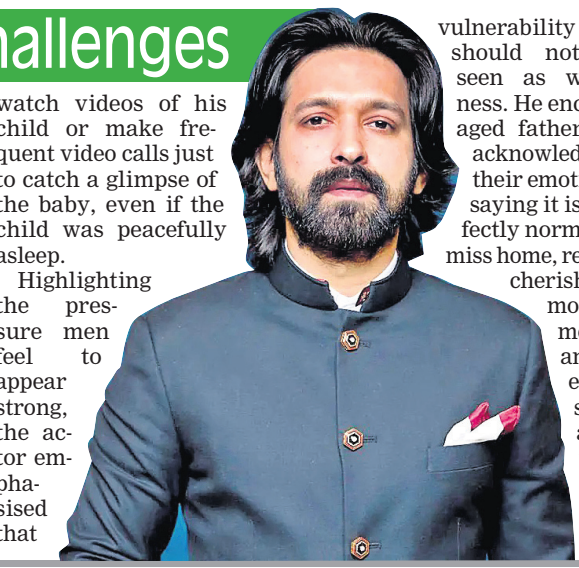 hallenges
watch videos of his
child or make fre-
quent video calls just
to catch a glimpse of
the baby, even if the
child was peacefully
asleep.
Highlighting
the pres-
sure men
feel to
appear
strong,
the ac-
tor em-
pha-
sised
that
vulnerability
should not
seen as w
ness. He enc
aged father
acknowled
their emot
saying it is
fectly norm
miss home, re
cherish
mo
me
ar
e
s
a